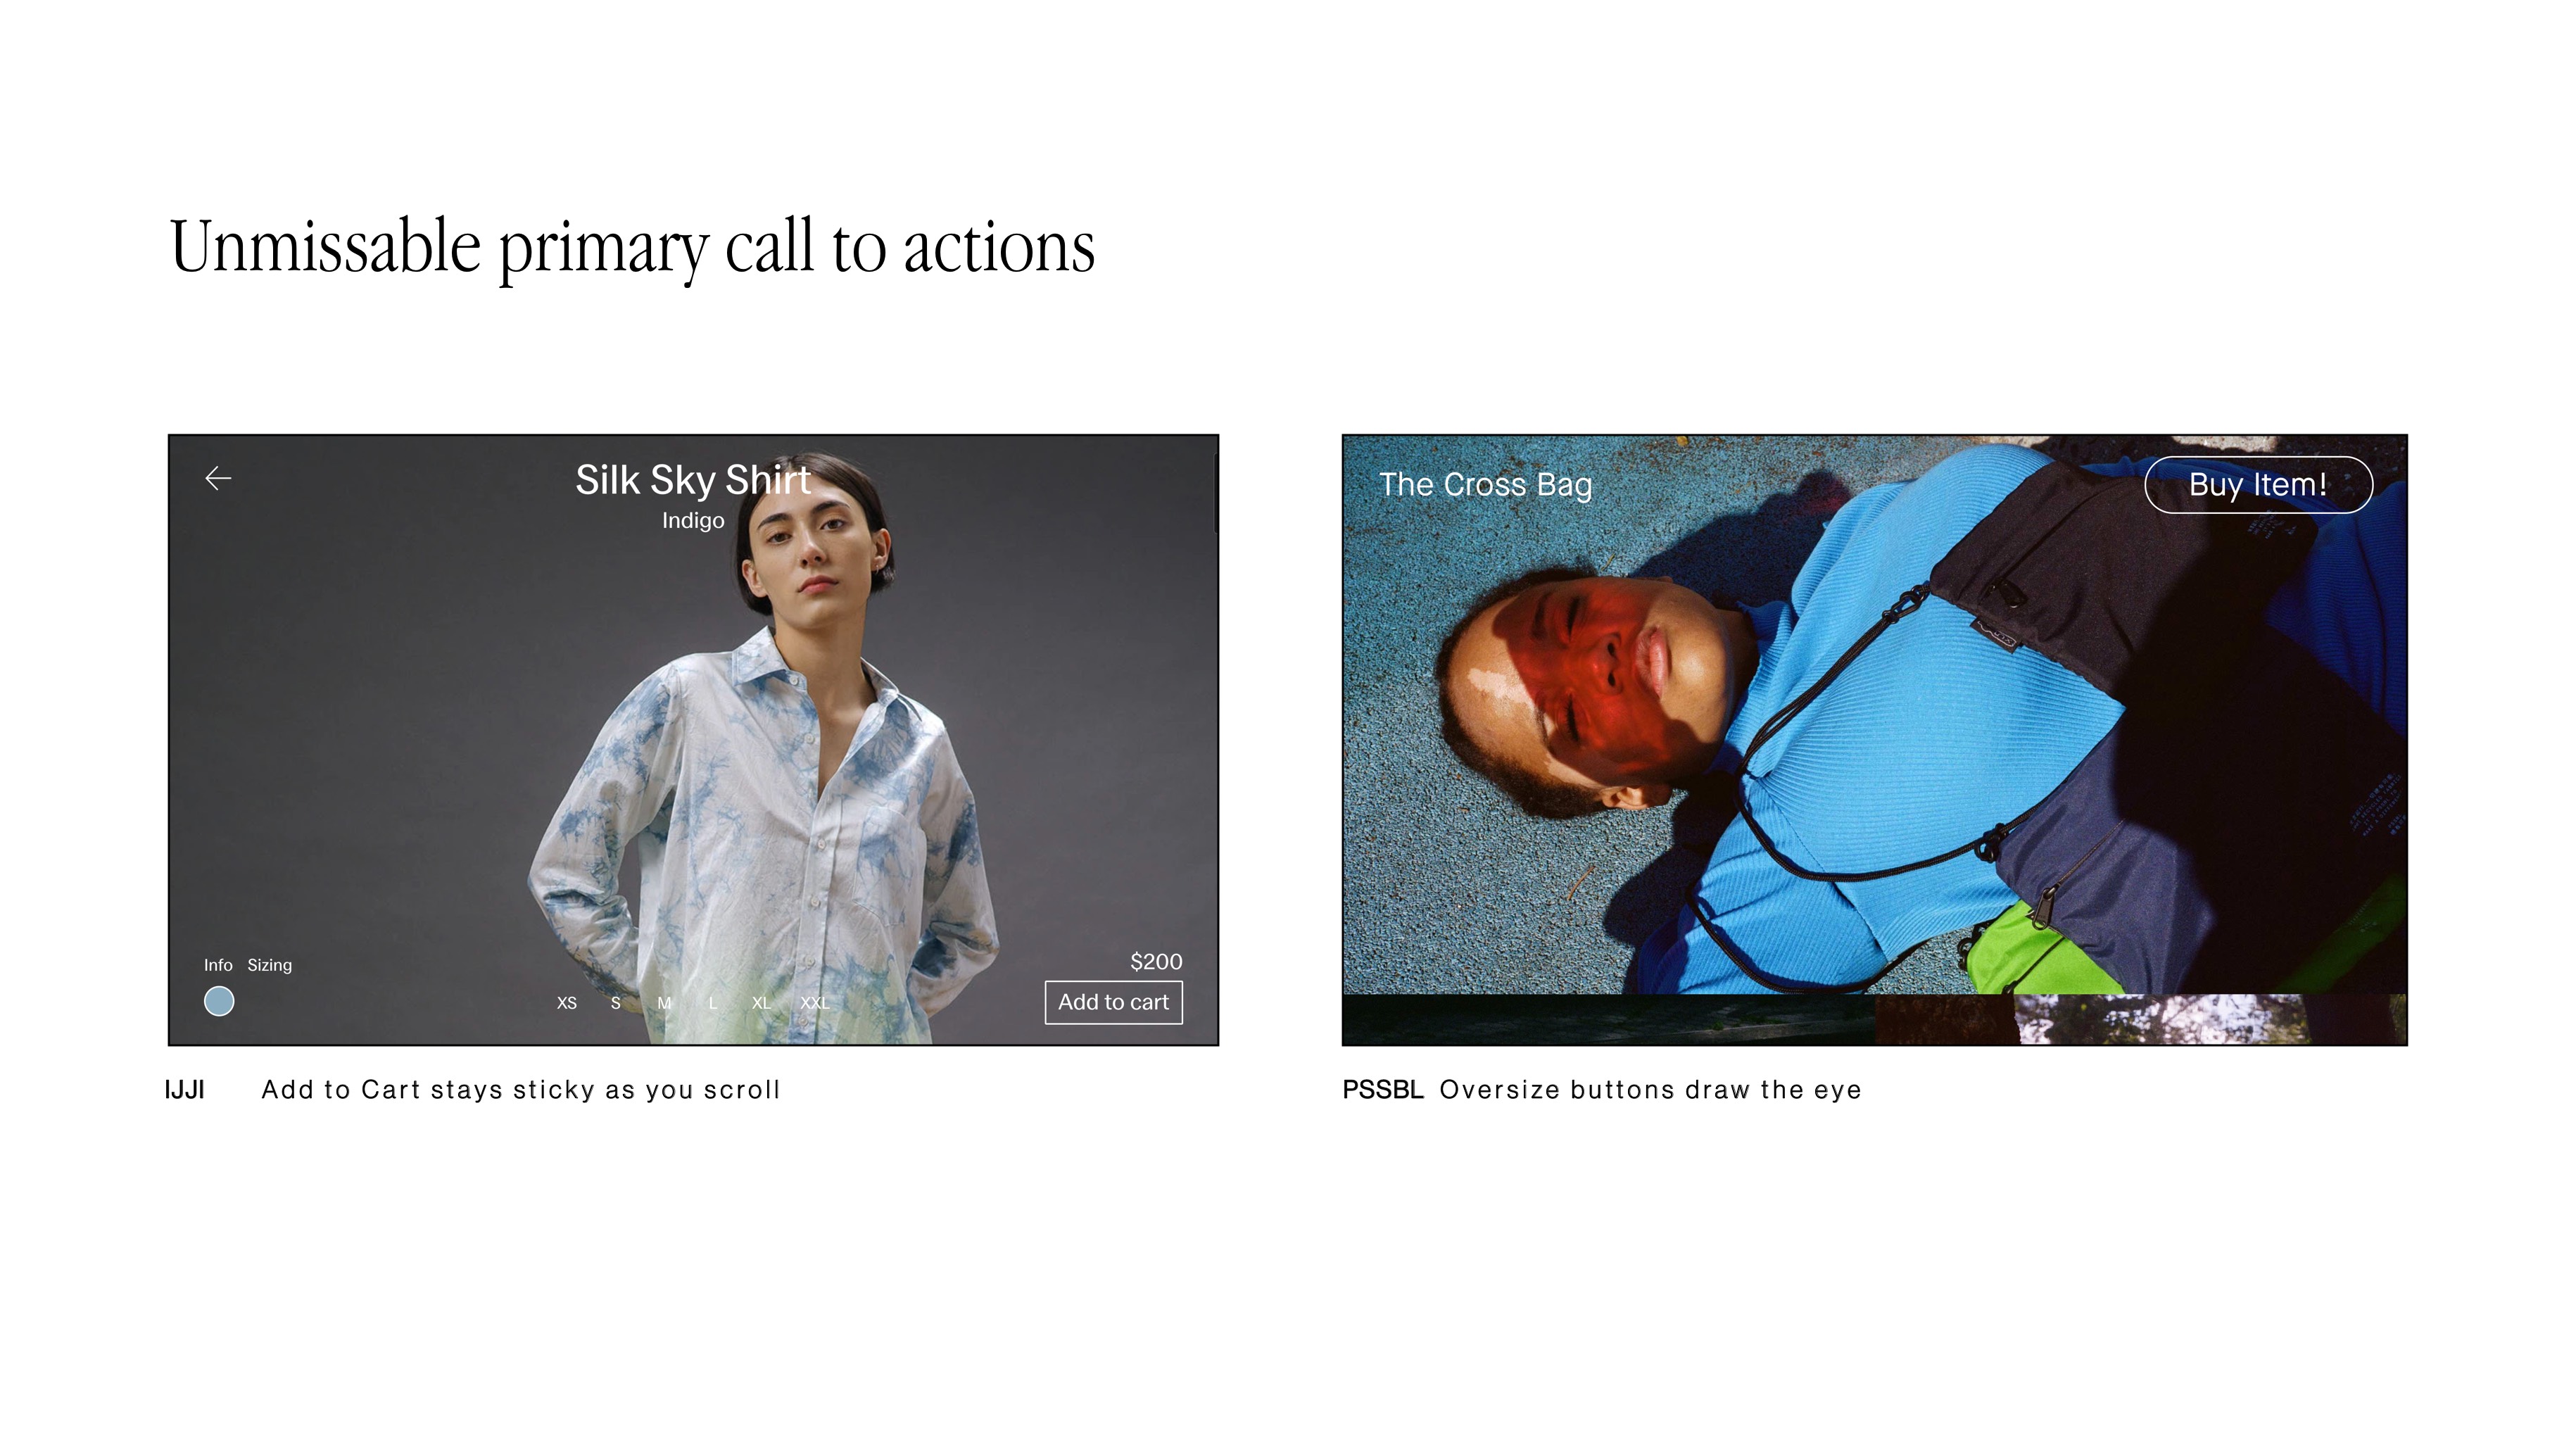 Unmissable primary call to actions
Silk Sky Shirt
Indigo
Info Sizing
$200
XS S M L XL XXL
Add to cart
The Cross Bag
Buy Item!
IJJI Add to Cart stays sticky as you scroll
PSSBL Oversize buttons draw the eye